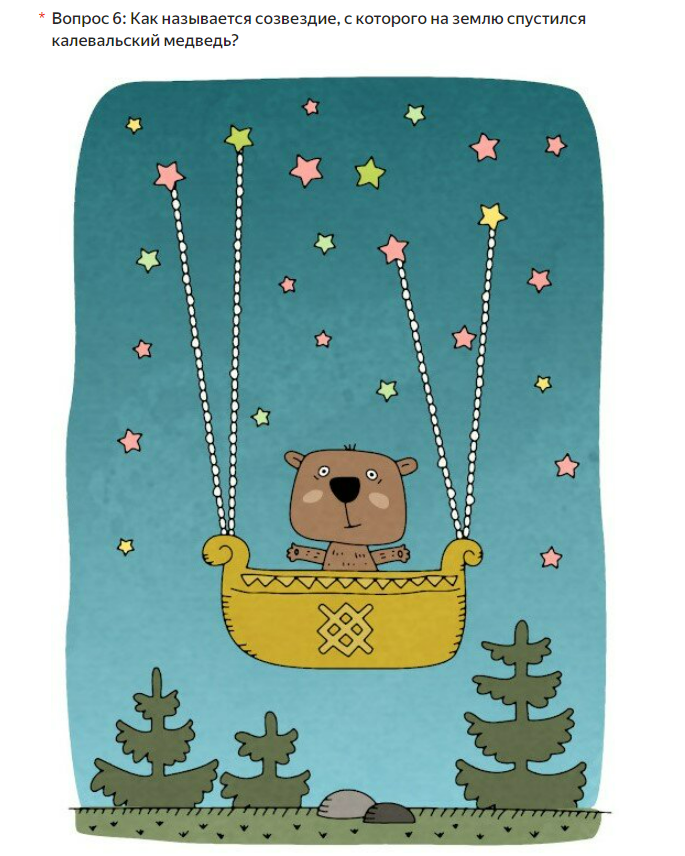 * Вопрос 6: Как называется созвездие, с которого на землю спустился
калевальский медведь?